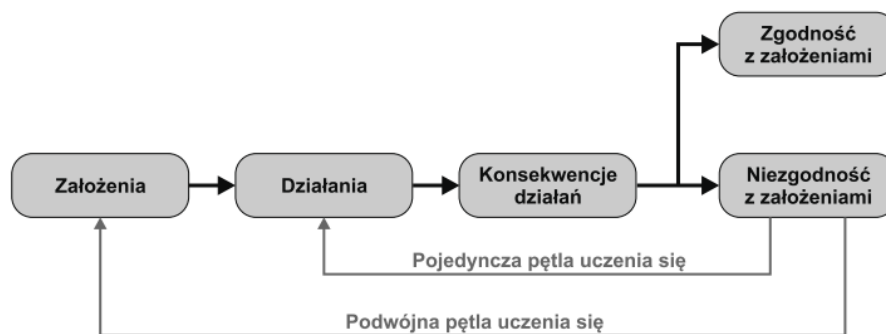 Zgodność
z założeniami
Założenia
Działania
Konsekwencje
działań
Niezgodność
z założeniami
Pojedyncza pętla uczenia się
Podwójna pętla uczenia się